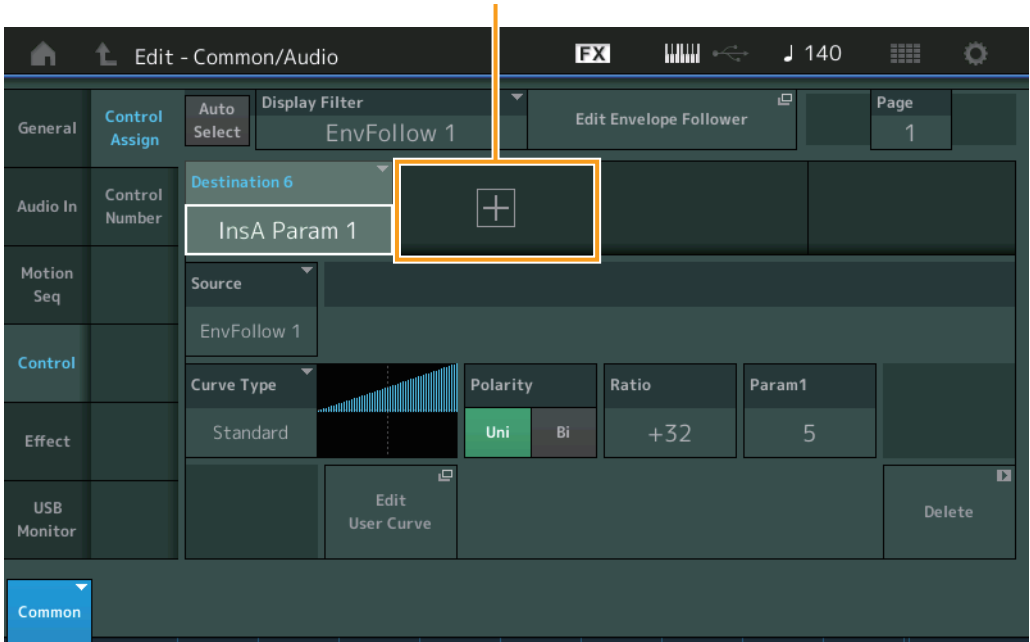 Edit - Common/Audio
FX
140
General
Control
Assign
Auto
Select
Display Filter
EnvFollow 1
Edit Envelope Follower
Page
1
Audio In
Control
Number
Destination 6
InsA Param 1
Motion
Seq
Source
EnvFollow 1
Control
Curve Type
Standard
Polarity
Uni
Bi
Ratio
+32
Param1
5
Effect
USB
Monitor
Edit
User Curve
Delete
Common